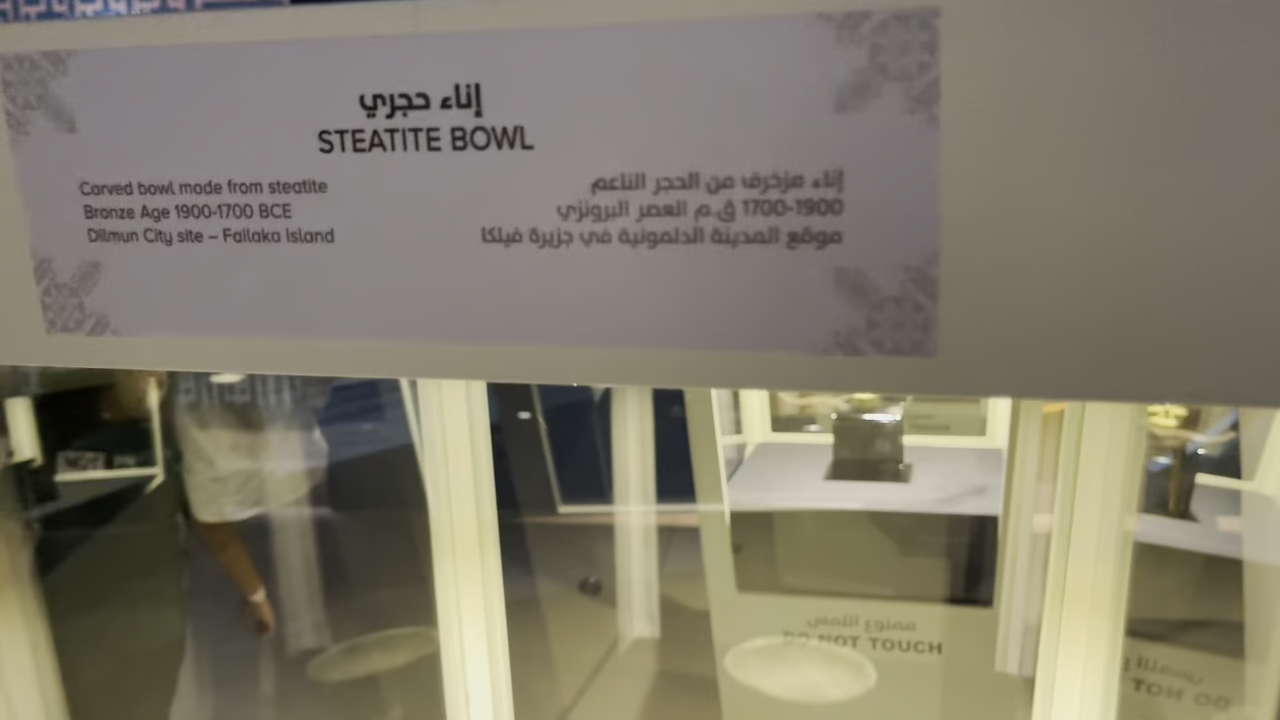 إناء حجري
STEATITE BOWL
Carved bowl made from steatite
Bronze Age 1900-1700 BCE
Dilmun City site – Failaka Island
إناء مزخرف من الحجر الناعم
1900-1700 ق.م العصر البرونزي
موقع المدينة الدلمونية في جزيرة فيلكا
ممنوع اللمس
DO NOT TOUCH
DO NOT